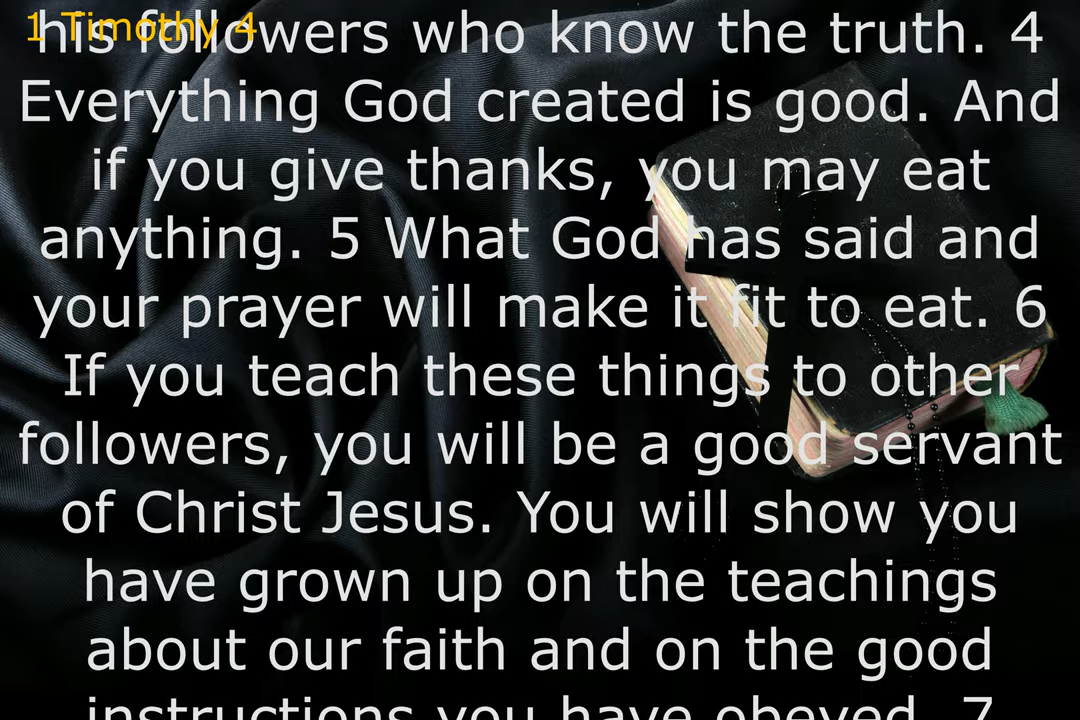 1 Timothy 4
his followers who know the truth. 4
Everything God created is good. And
if you give thanks, you may eat
anything. 5 What God has said and
your prayer will make it fit to eat. 6
If you teach these things to other
followers, you will be a good servant
of Christ Jesus. You will show you
have grown up on the teachings
about our faith and on the good
instructions you have obeyed. 7